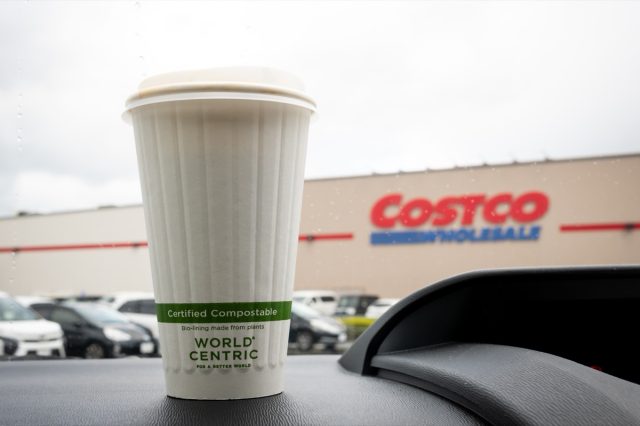 COSTCO
WHOLESALE
Certified Compostable
Bio-lining made from plants
WORLD®
CENTRIC
FOR A BETTER WORLD